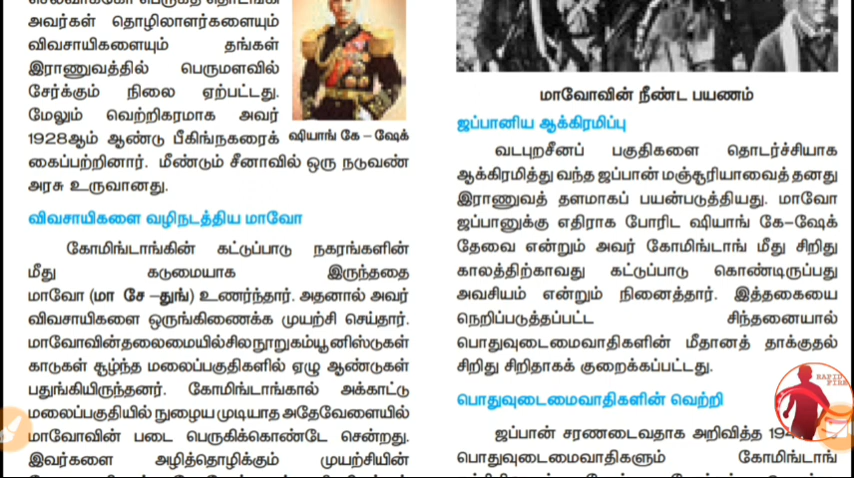 அவர்கள் தொழிலாளர்களையும்
விவசாயிகளையும் தங்கள்
இராணுவத்தில் பெருமளவில்
சேர்க்கும் நிலை ஏற்பட்டது.
மேலும் வெற்றிகரமாக அவர்
1928ஆம் ஆண்டு பீகிங்நகரைக்
கைப்பற்றினார். மீண்டும் சீனாவில் ஒரு நடுவண்
அரசு உருவானது.
ஷியாங் கே – ஷேக்
விவசாயிகளை வழிநடத்திய மாவோ
கோமிங்டாங்கின் கட்டுப்பாடு நகரங்களின்
மீது கடுமையாக இருந்ததை
மாவோ (மா சே –துங்) உணர்ந்தார். அதனால் அவர்
விவசாயிகளை ஒருங்கிணைக்க முயற்சி செய்தார்.
மாவோவின்தலைமையில்சிலநூறுகம்யூனிஸ்டுகள்
காடுகள் சூழ்ந்த மலைப்பகுதிகளில் ஏழு ஆண்டுகள்
பதுங்கியிருந்தனர். கோமிங்டாங்கால் அக்காட்டு
மலைப்பகுதியில் நுழைய முடியாத அதேவேளையில்
மாவோவின் படை பெருகிக்கொண்டே சென்றது.
இவர்களை அழித்தொழிக்கும் முயற்சியின்
மாவோவின் நீண்ட பயணம்
ஜப்பானிய ஆக்கிரமிப்பு
வடபுறசீனப் பகுதிகளை தொடர்ச்சியாக
ஆக்கிரமித்து வந்த ஜப்பான் மஞ்சூரியாவைத் தனது
இராணுவத் தளமாகப் பயன்படுத்தியது. மாவோ
ஜப்பானுக்கு எதிராக போரிட ஷியாங் கே–ஷேக்
தேவை என்றும் அவர் கோமிங்டாங் மீது சிறிது
காலத்திற்காவது கட்டுப்பாடு கொண்டிருப்பது
அவசியம் என்றும் நினைத்தார். இத்தகையை
நெறிப்படுத்தப்பட்ட சிந்தனையால்
பொதுவுடைமைவாதிகளின் மீதானத் தாக்குதல்
சிறிது சிறிதாகக் குறைக்கப்பட்டது.
பொதுவுடைமைவாதிகளின் வெற்றி
ஜப்பான் சரணடைவதாக அறிவித்த
பொதுவுடைமைவாதிகளும் கோமிங்டாங்
RAPID
FIRE